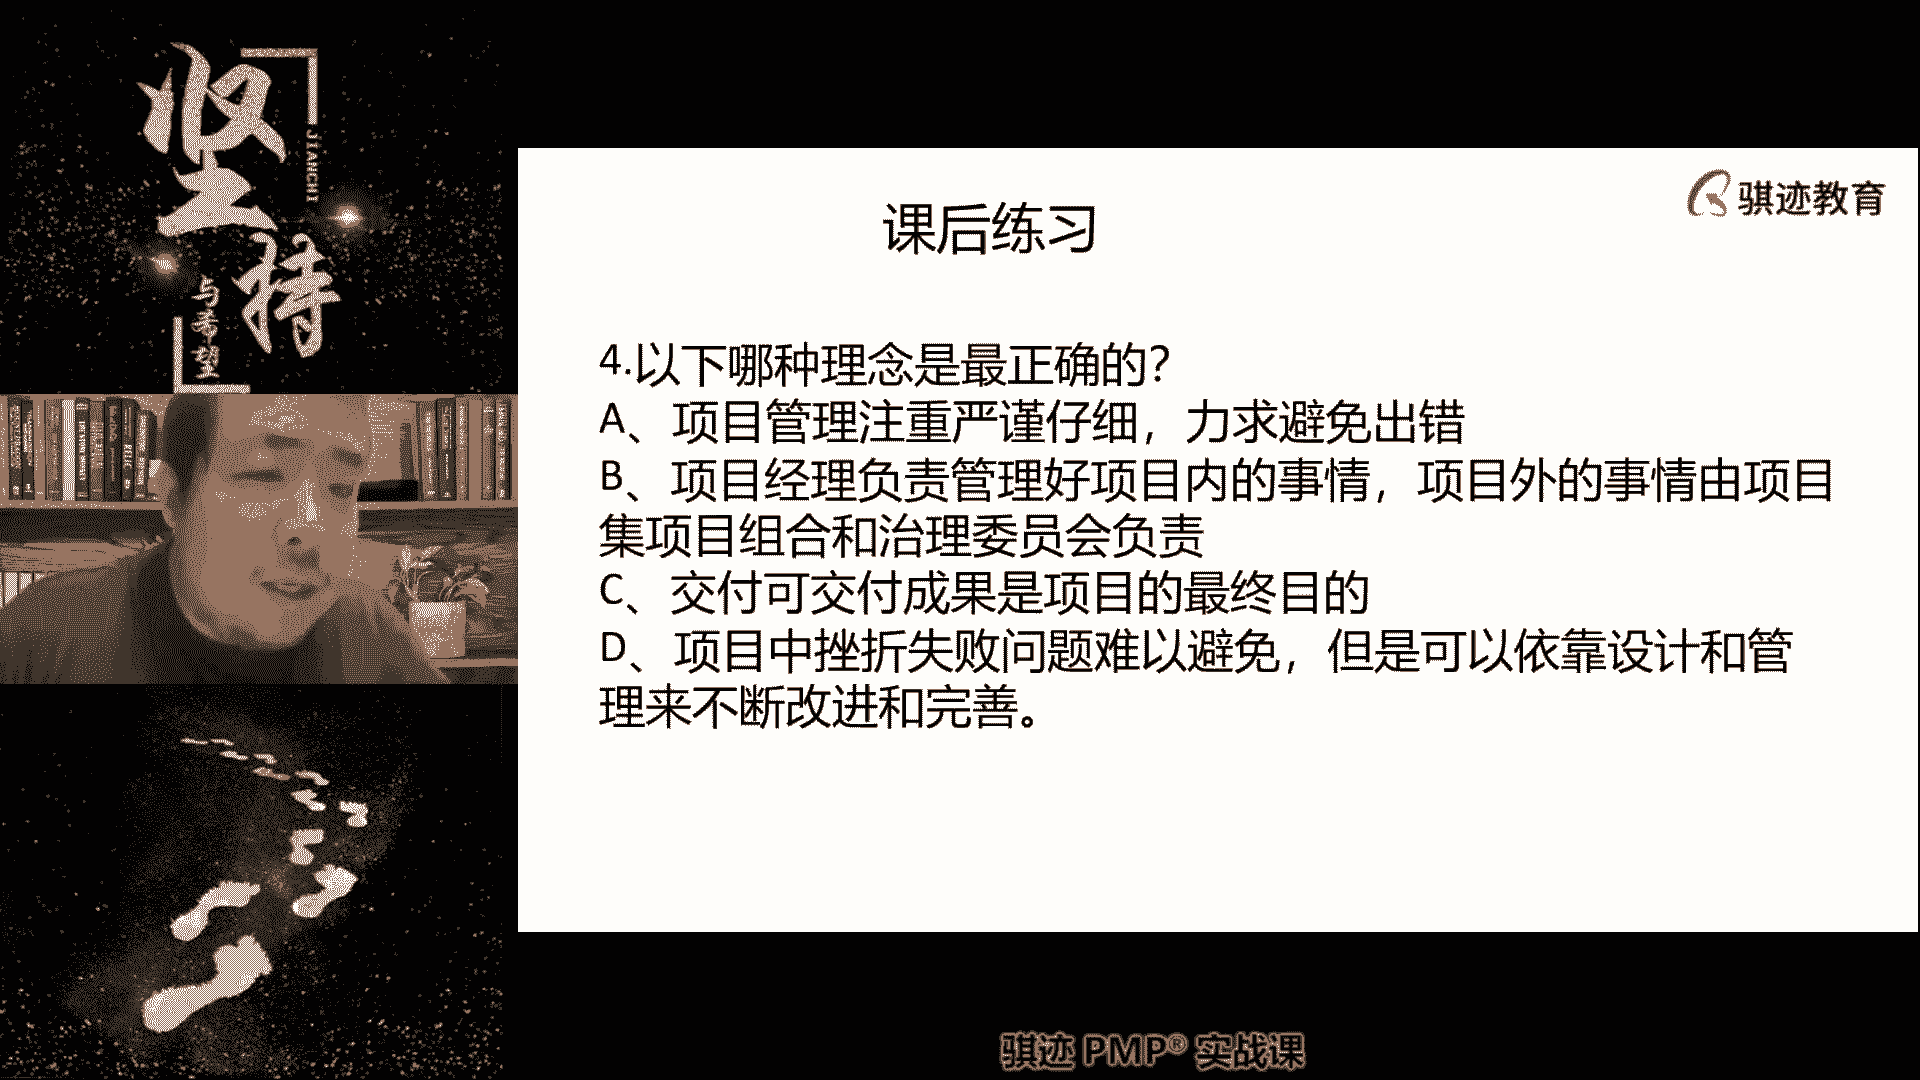 坚持
JIANCHI
与希望
骐迹教育
课后练习
4.以下哪种理念是最正确的?
A、项目管理注重严谨仔细，力求避免出错
B、项目经理负责管理好项目内的事情，项目外的事情由项目
集项目组合和治理委员会负责
C、交付可交付成果是项目的最终目的
D、项目中挫折失败问题难以避免，但是可以依靠设计和管
理来不断改进和完善。
骐迹 PMP® 实战课